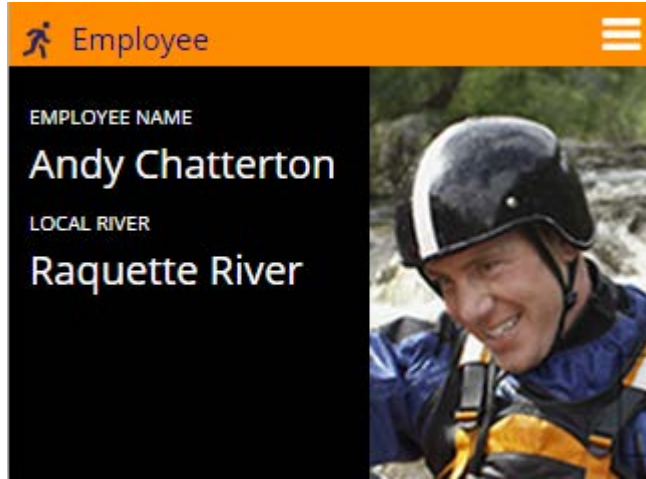 Employee
EMPLOYEE NAME
Andy Chatterton
LOCAL RIVER
Raquette River